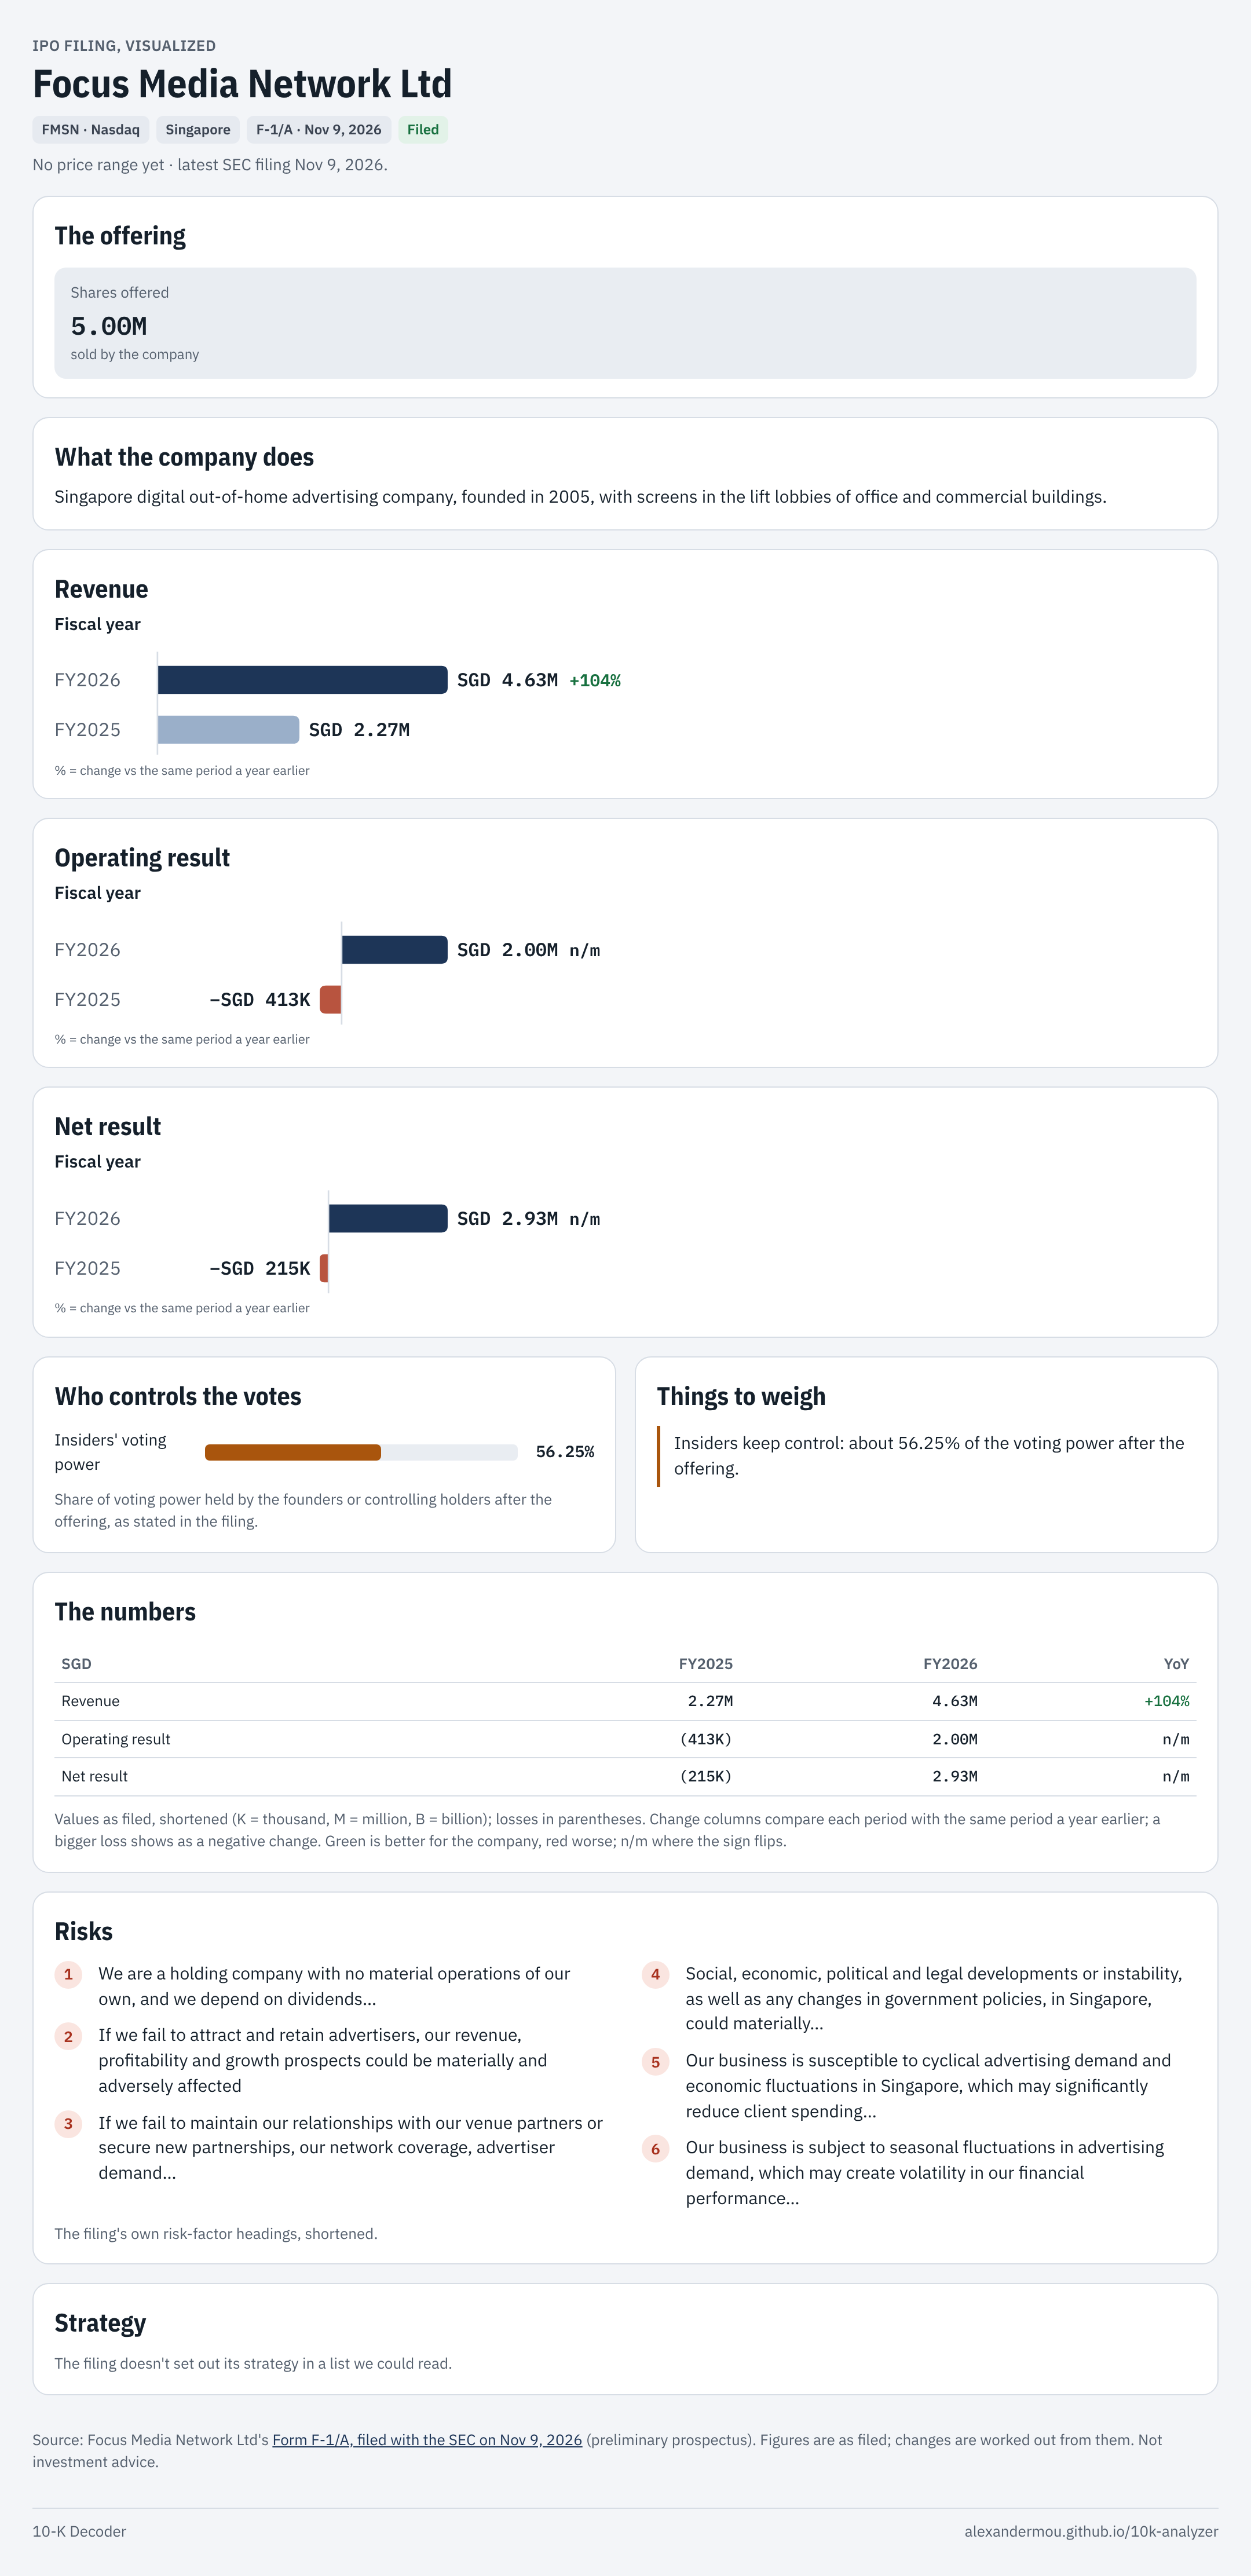 IPO FILING, VISUALIZED
Focus Media Network Ltd
FMSN · Nasdaq
Singapore
F-1/A · Nov 9, 2026
Filed
No price range yet · latest SEC filing Nov 9, 2026.
The offering
Shares offered
5.00M
sold by the company
What the company does
Singapore digital out-of-home advertising company, founded in 2005, with screens in the lift lobbies of office and commercial buildings.
Revenue
Fiscal year
FY2026 SGD 4.63M +104%
FY2025 SGD 2.27M
% = change vs the same period a year earlier
Operating result
Fiscal year
FY2026 SGD 2.00M n/m
FY2025 −SGD 413K
% = change vs the same period a year earlier
Net result
Fiscal year
FY2026 SGD 2.93M n/m
FY2025 −SGD 215K
% = change vs the same period a year earlier
Who controls the votes
Insiders' voting
power
56.25%
Share of voting power held by the founders or controlling holders after the
offering, as stated in the filing.
Things to weigh
Insiders keep control: about 56.25% of the voting power after the
offering.
The numbers
SGD FY2025 FY2026 YoY
Revenue 2.27M 4.63M +104%
Operating result (413K) 2.00M n/m
Net result (215K) 2.93M n/m
Values as filed, shortened (K = thousand, M = million, B = billion); losses in parentheses. Change columns compare each period with the same period a year earlier; a
bigger loss shows as a negative change. Green is better for the company, red worse; n/m where the sign flips.
Risks
1 We are a holding company with no material operations of our
own, and we depend on dividends…
2 If we fail to attract and retain advertisers, our revenue,
profitability and growth prospects could be materially and
adversely affected
3 If we fail to maintain our relationships with our venue partners or
secure new partnerships, our network coverage, advertiser
demand…
4 Social, economic, political and legal developments or instability,
as well as any changes in government policies, in Singapore,
could materially…
5 Our business is susceptible to cyclical advertising demand and
economic fluctuations in Singapore, which may significantly
reduce client spending…
6 Our business is subject to seasonal fluctuations in advertising
demand, which may create volatility in our financial
performance…
The filing's own risk-factor headings, shortened.
Strategy
The filing doesn't set out its strategy in a list we could read.
Source: Focus Media Network Ltd's Form F-1/A, filed with the SEC on Nov 9, 2026 (preliminary prospectus). Figures are as filed; changes are worked out from them. Not
investment advice.
10-K Decoder
alexandermou.github.io/10k-analyzer